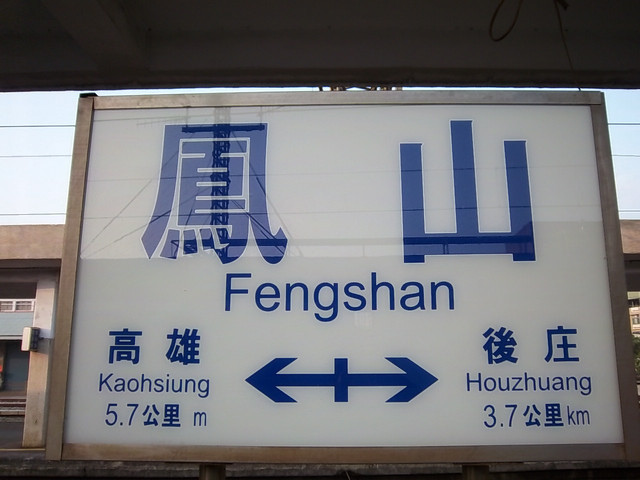 鳳山
Fengshan
高雄
Kaohsiung
5.7公里 m
後庄
Houzhuang
3.7公里km